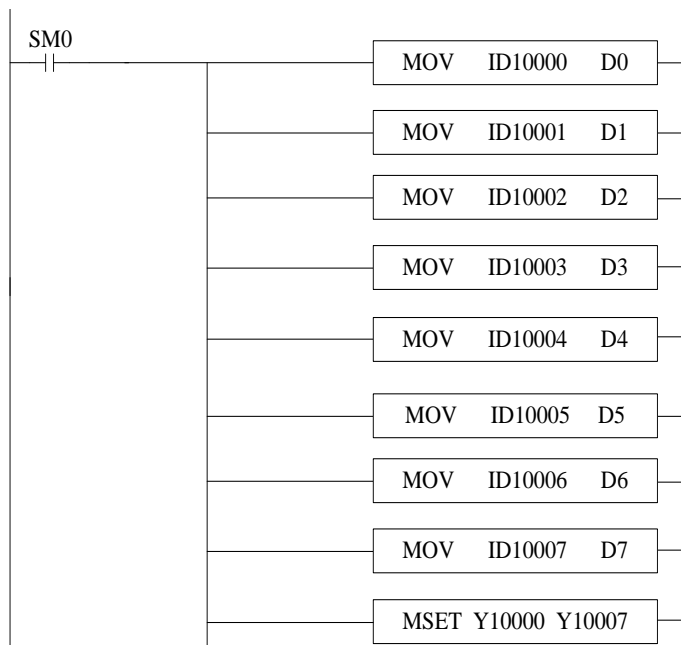 SM0
MOV ID10000 D0
MOV ID10001 D1
MOV ID10002 D2
MOV ID10003 D3
MOV ID10004 D4
MOV ID10005 D5
MOV ID10006 D6
MOV ID10007 D7
MSET Y10000 Y10007